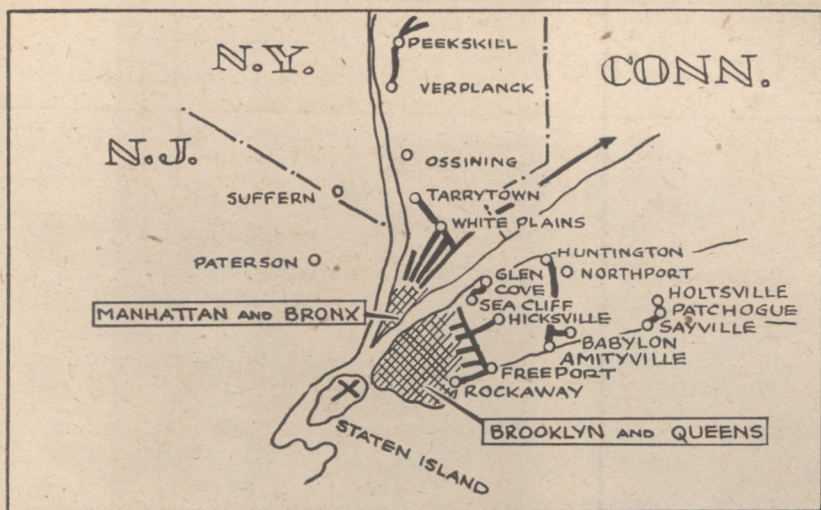 PEEKSKILL
N.Y.
CONN.
VERPLANCK
N.J.
OSSINING
SUFFERN
TARRYTOWN
WHITE PLAINS
PATERSON
HUNTINGTON
GLEN
COVE
NORTHPORT
SEA CLIFF
HOLTSVILLE
MANHATTAN AND BRONX
HICKSVILLE
PATCHOGUE
SAYVILLE
BABYLON
AMITYVILLE
FREEPORT
ROCKAWAY
BROOKLYN AND QUEENS
STATEN ISLAND